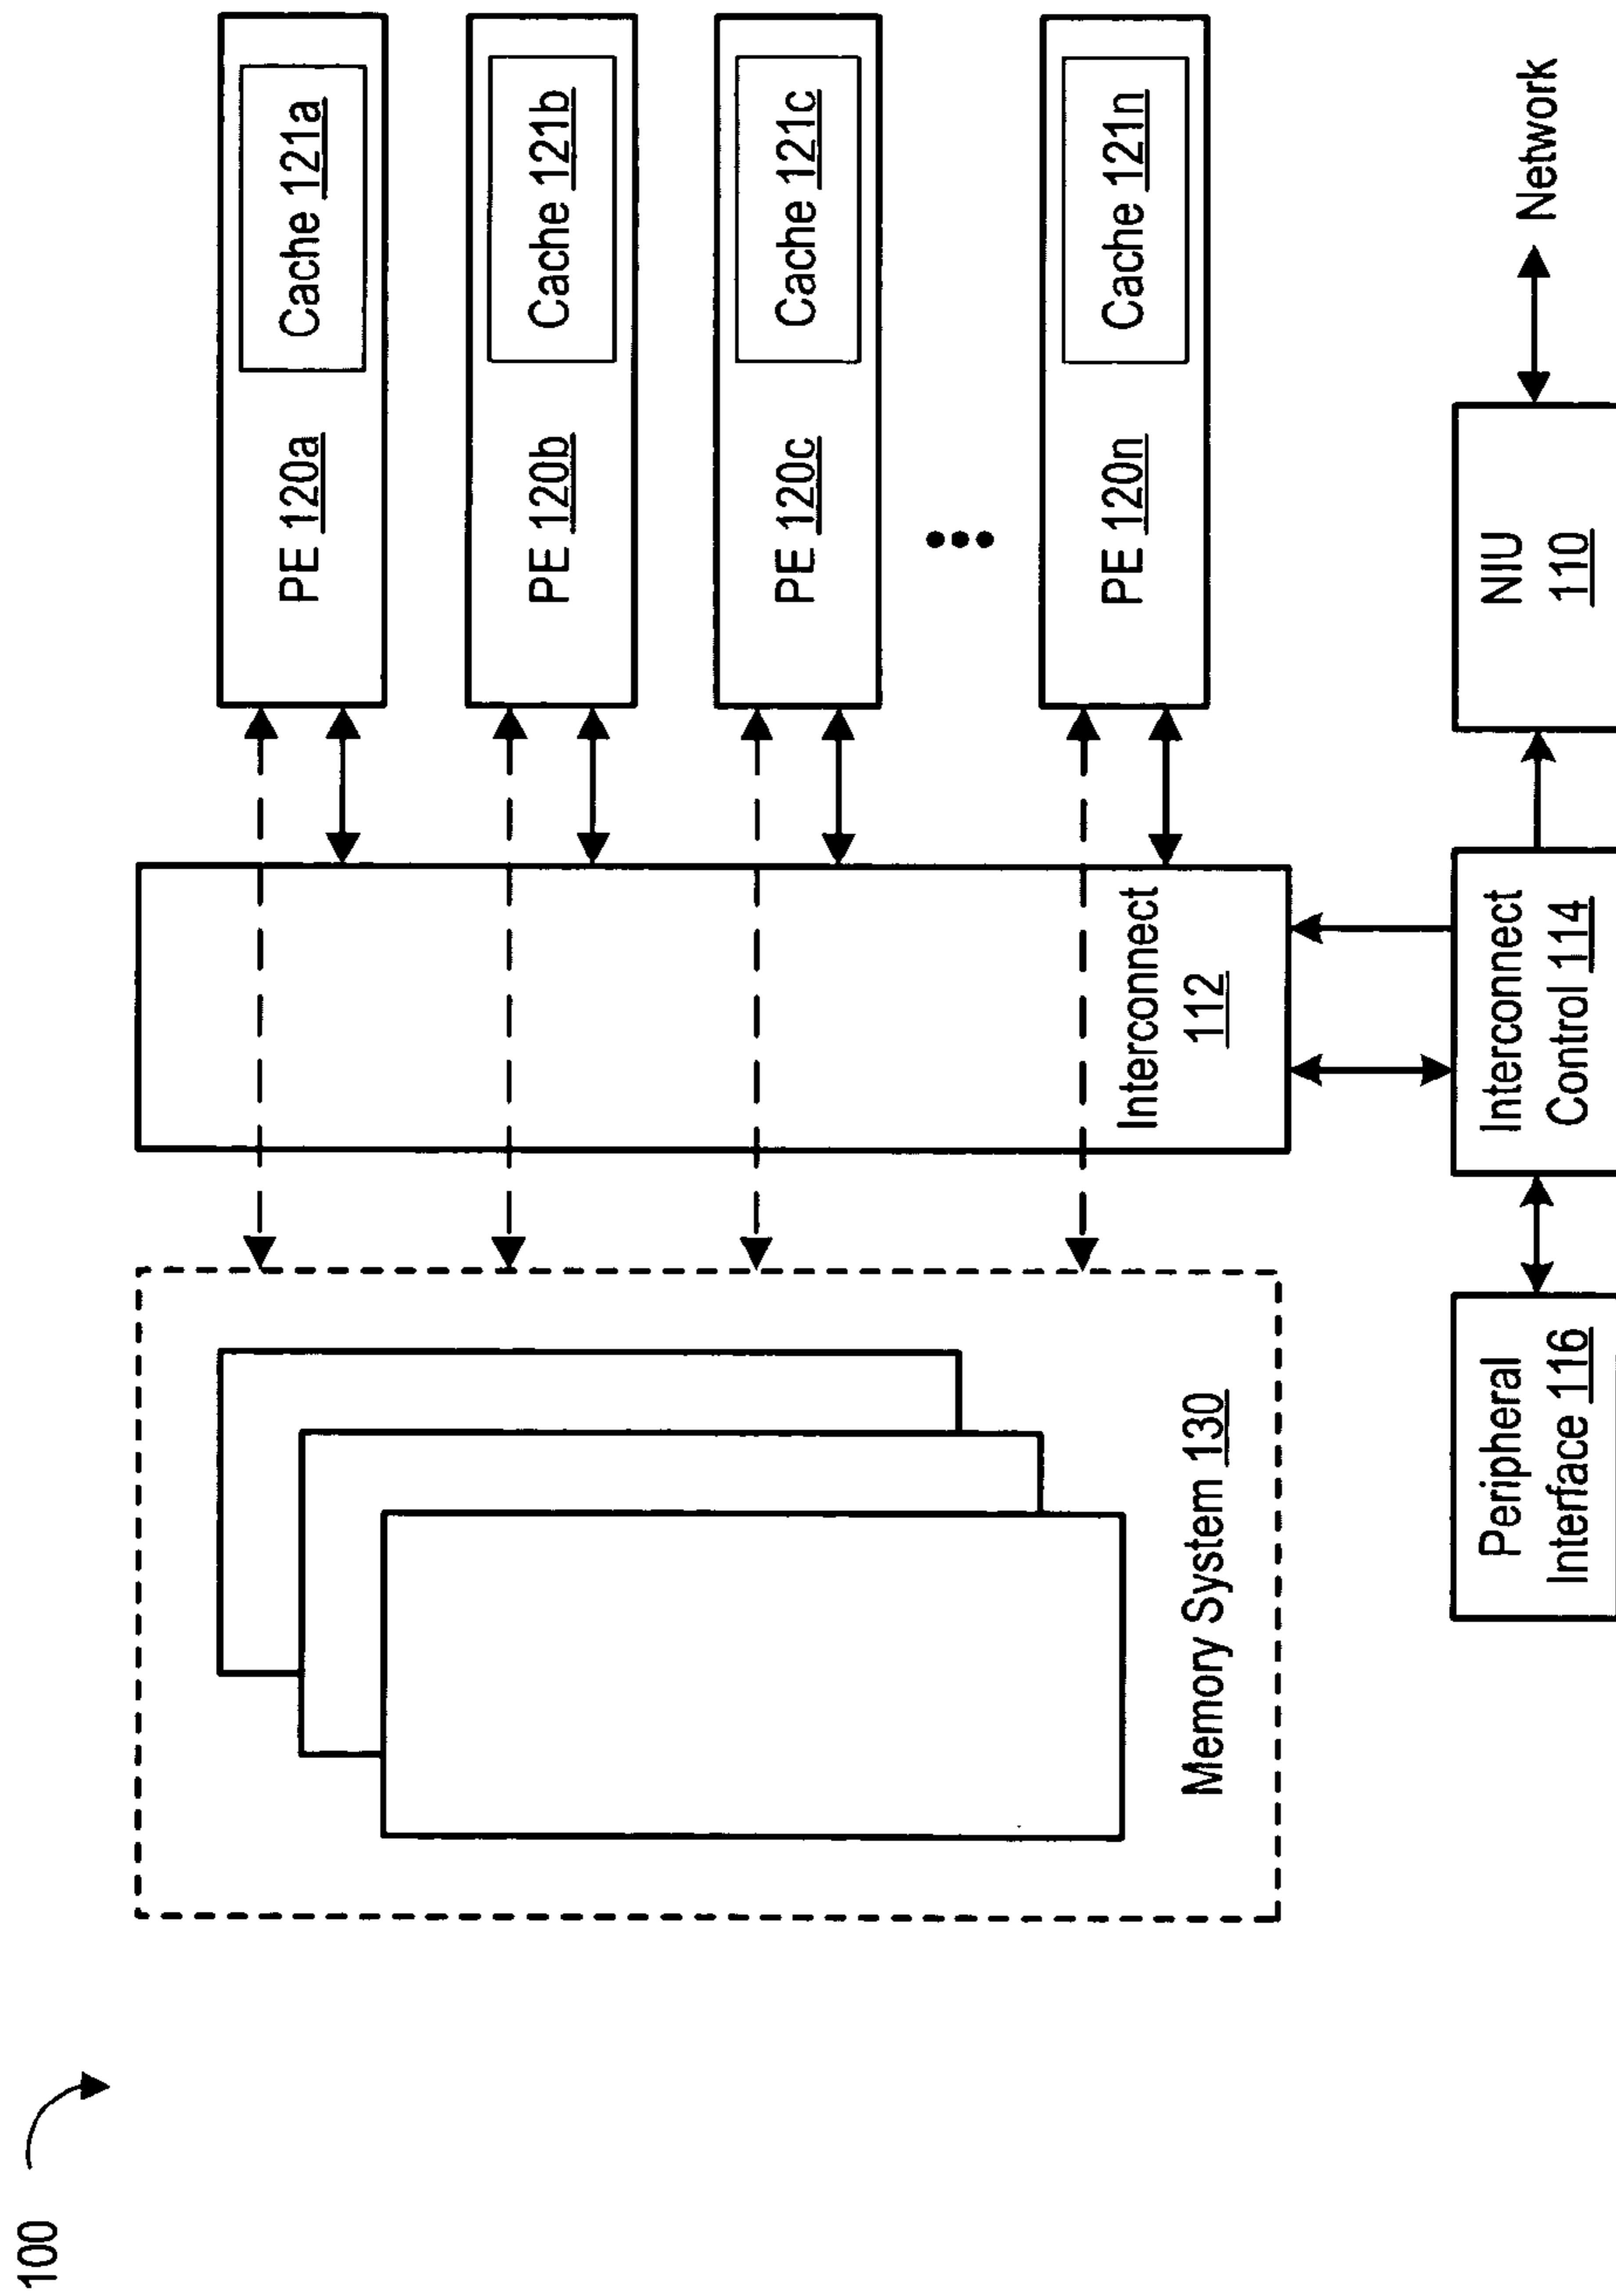 100
PE 120a
Cache 121a
PE 120b
Cache 121b
PE 120c
Cache 121c
PE 120n
Cache 121n
Interconnect
112
Memory System 130
Peripheral
Interface 116
Interconnect
Control 114
NIU
110
Network